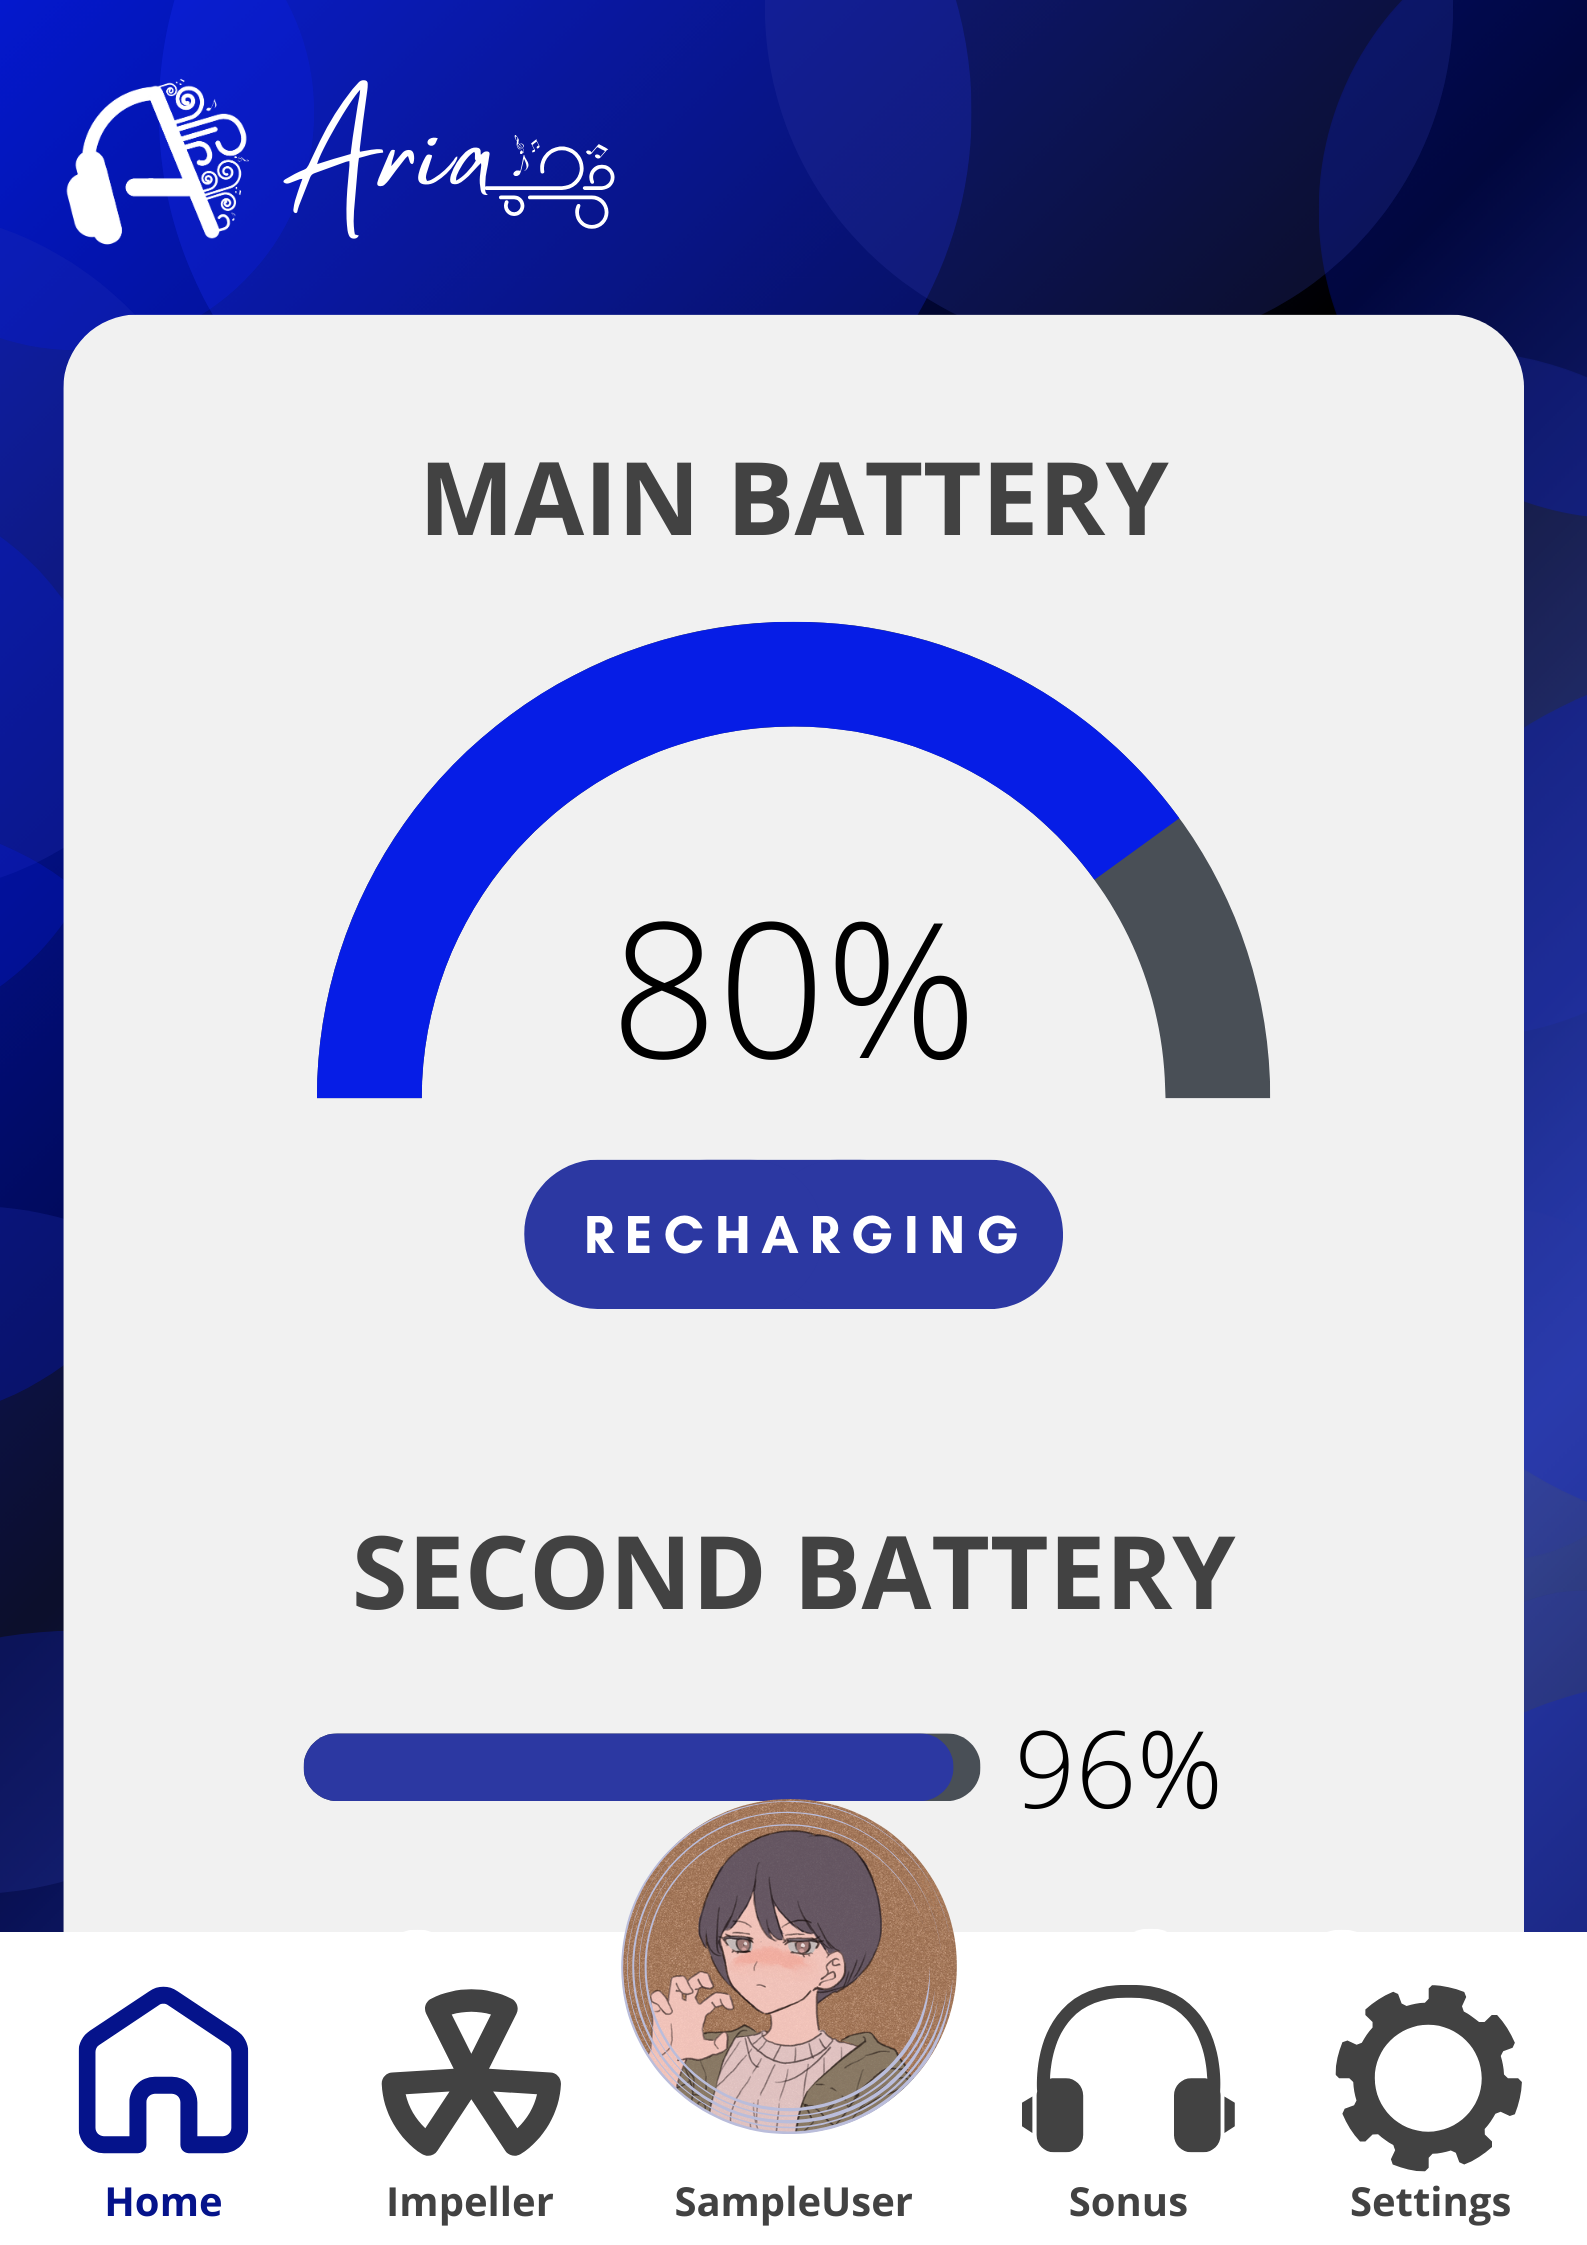 Aria
MAIN BATTERY
80%
RECHARGING
SECOND BATTERY
96%
Home
Impeller
SampleUser
Sonus
Settings